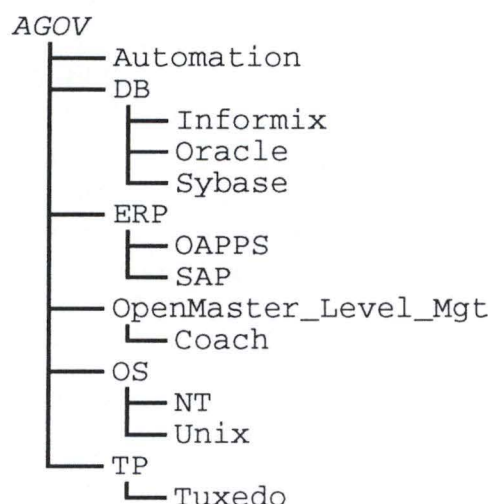 AGOV
Automation
DB
Informix
Oracle
Sybase
ERP
OAPPS
SAP
OpenMaster_Level_Mgt
Coach
OS
NT
Unix
TP
Tuxedo